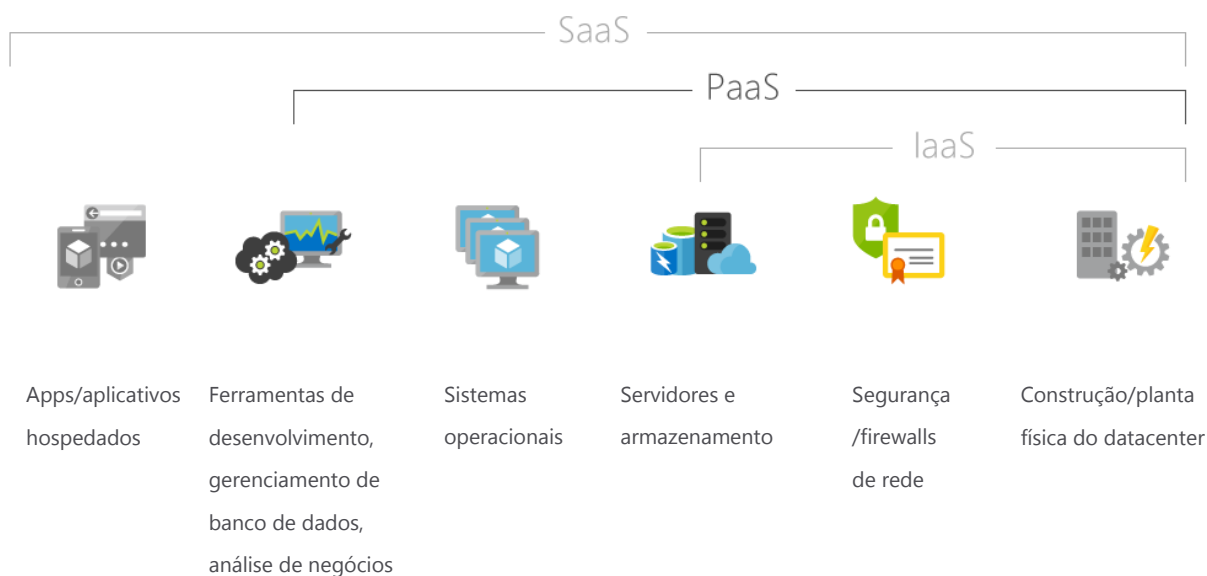 SaaS
PaaS
IaaS
Apps/aplicativos
hospedados
Ferramentas de
desenvolvimento,
gerenciamento de
banco de dados,
análise de negócios
Sistemas
operacionais
Servidores e
armazenamento
Segurança
/firewalls
de rede
Construção/planta
física do datacenter